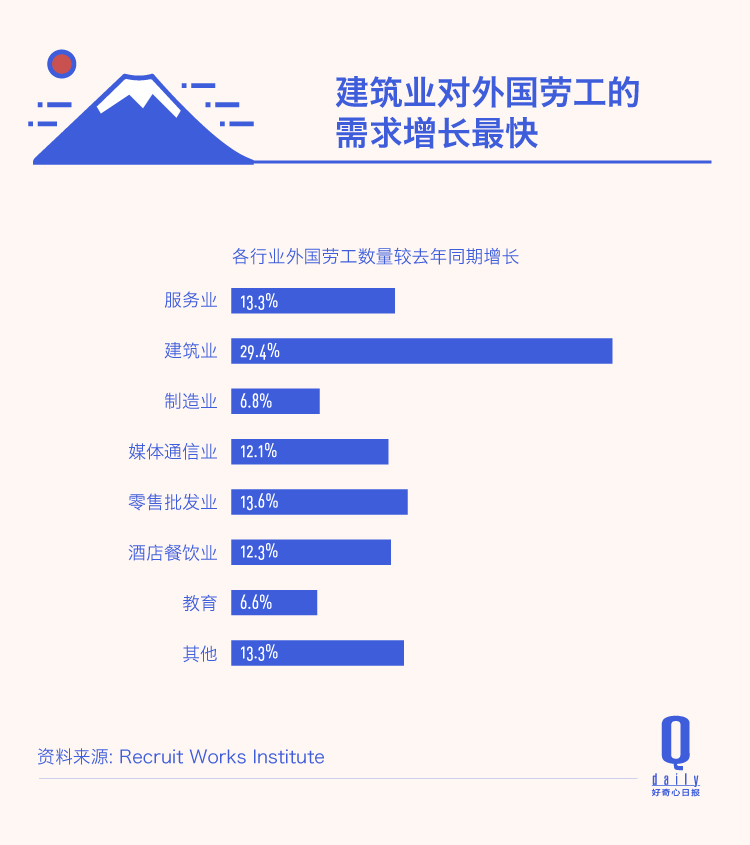 建筑业对外国劳工的
需求增长最快
各行业外国劳工数量较去年同期增长
服务业 13.3%
建筑业 29.4%
制造业 6.8%
媒体通信业 12.1%
零售批发业 13.6%
酒店餐饮业 12.3%
教育 6.6%
其他 13.3%
资料来源: Recruit Works Institute
Q
daily
好奇心日报